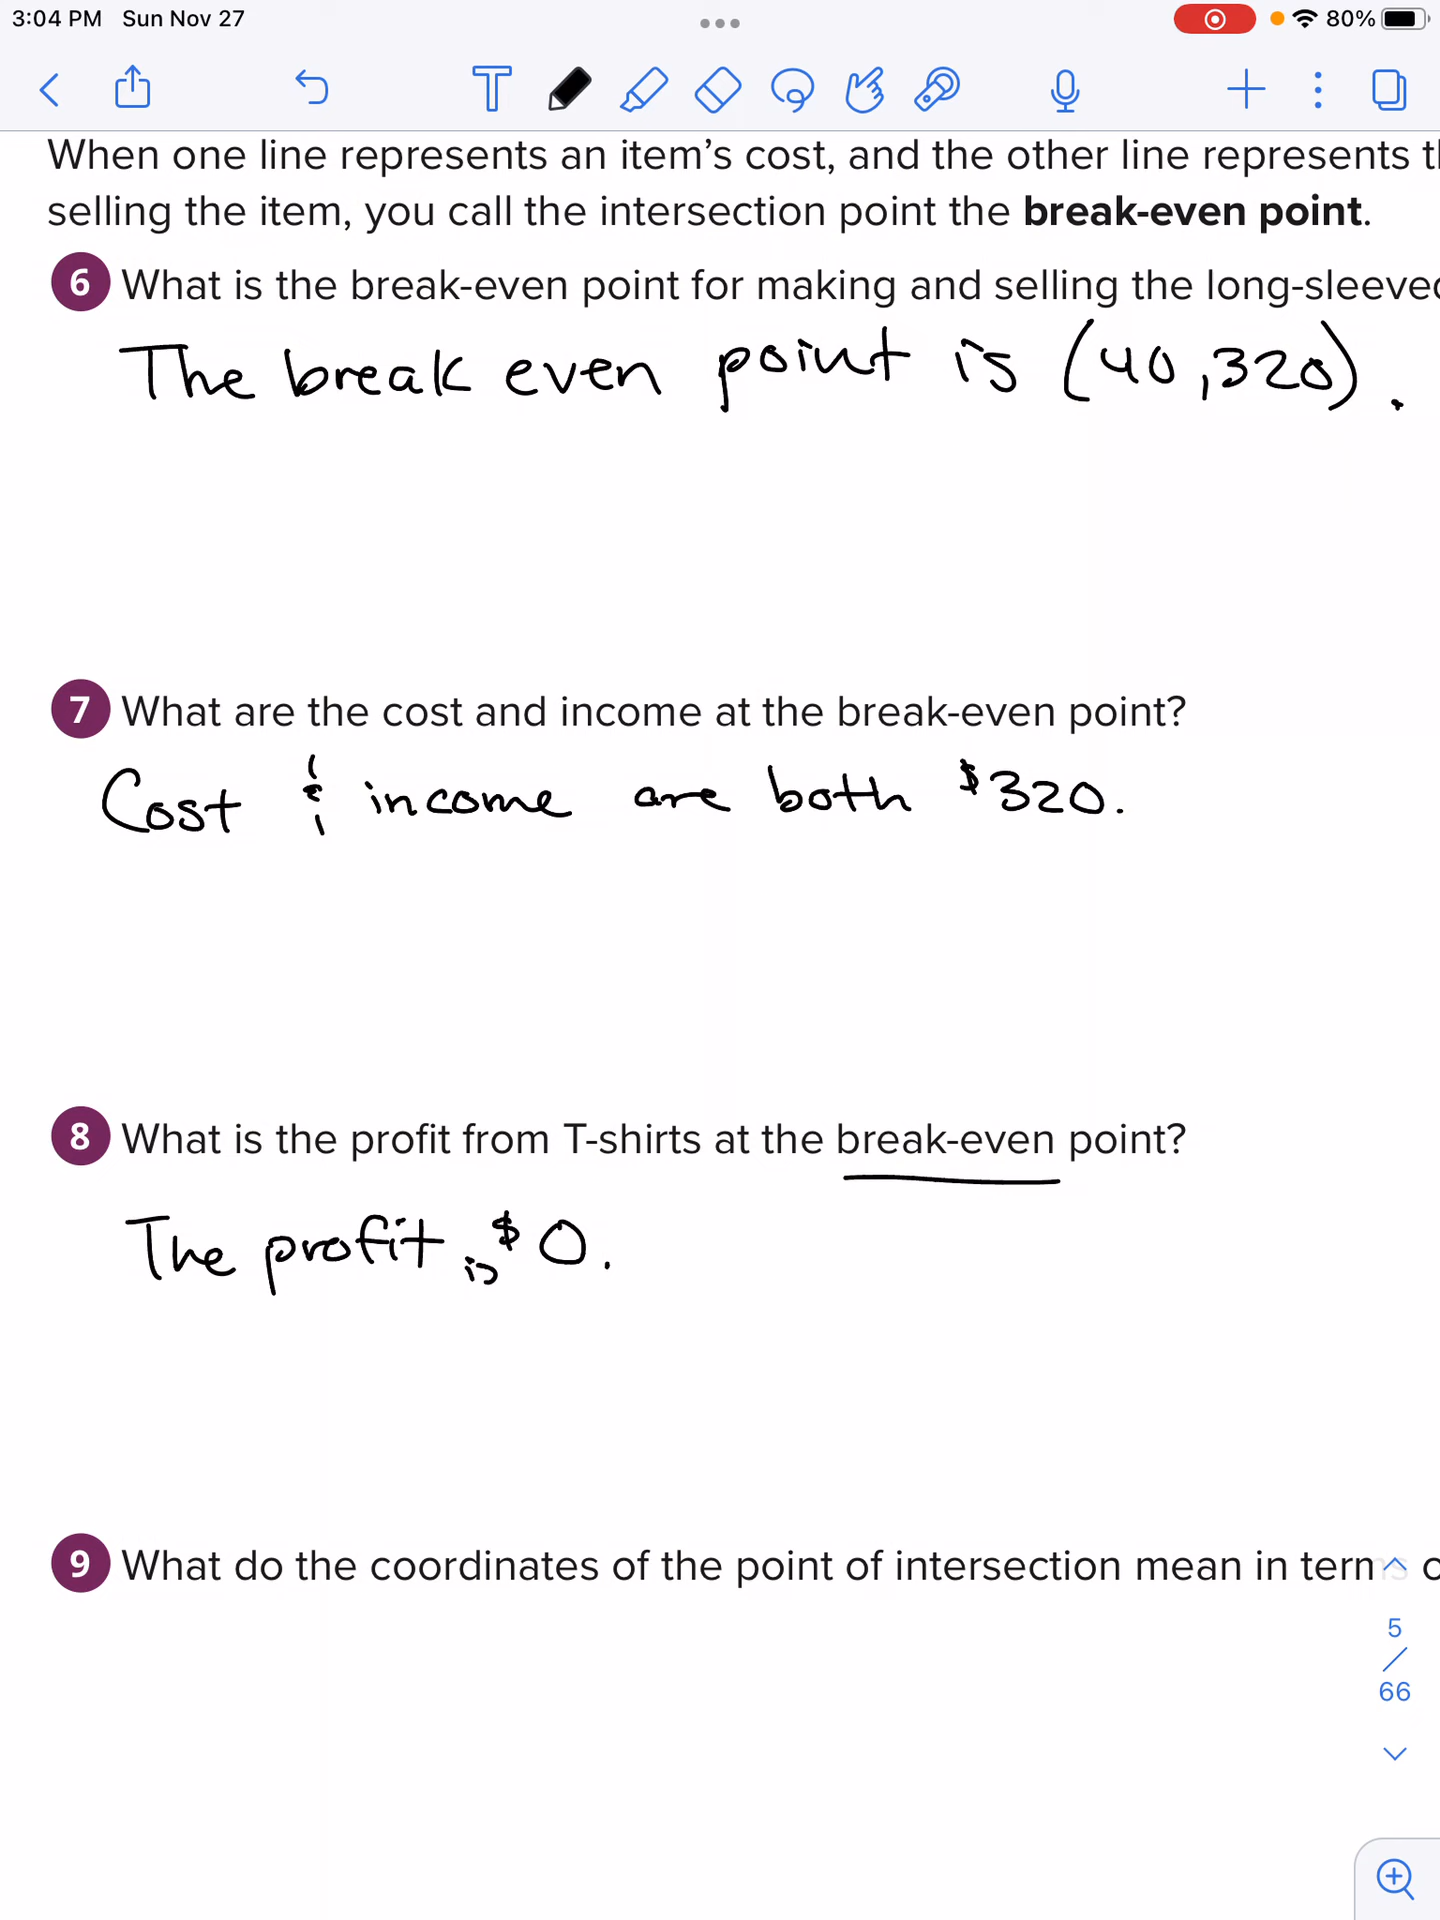 3:04 PM Sun Nov 27
80%
When one line represents an item’s cost, and the other line represents
selling the item, you call the intersection point the break-even point.
6 What is the break-even point for making and selling the long-sleeved
The break even point is (40,320).
7 What are the cost and income at the break-even point?
Cost & income are both $320.
8 What is the profit from T-shirts at the break-even point?
The profit is $0.
9 What do the coordinates of the point of intersection mean in terms
5
/
66